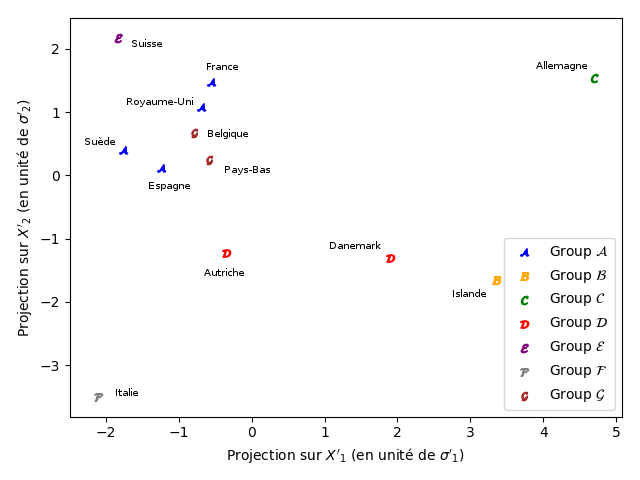 Suisse
France
Allemagne
Royaume-Uni
Belgique
Suède
Pays-Bas
Espagne
Danemark
Autriche
Islande
Italie
Group 𝒜
Group ℬ
Group 𝒞
Group 𝒟
Group ℰ
Group ℱ
Group 𝒢
2
1
0
−1
−2
−3
−2
−1
0
1
2
3
4
5
Projection sur X'₂ (en unité de σ'₂)
Projection sur X'₁ (en unité de σ'₁)